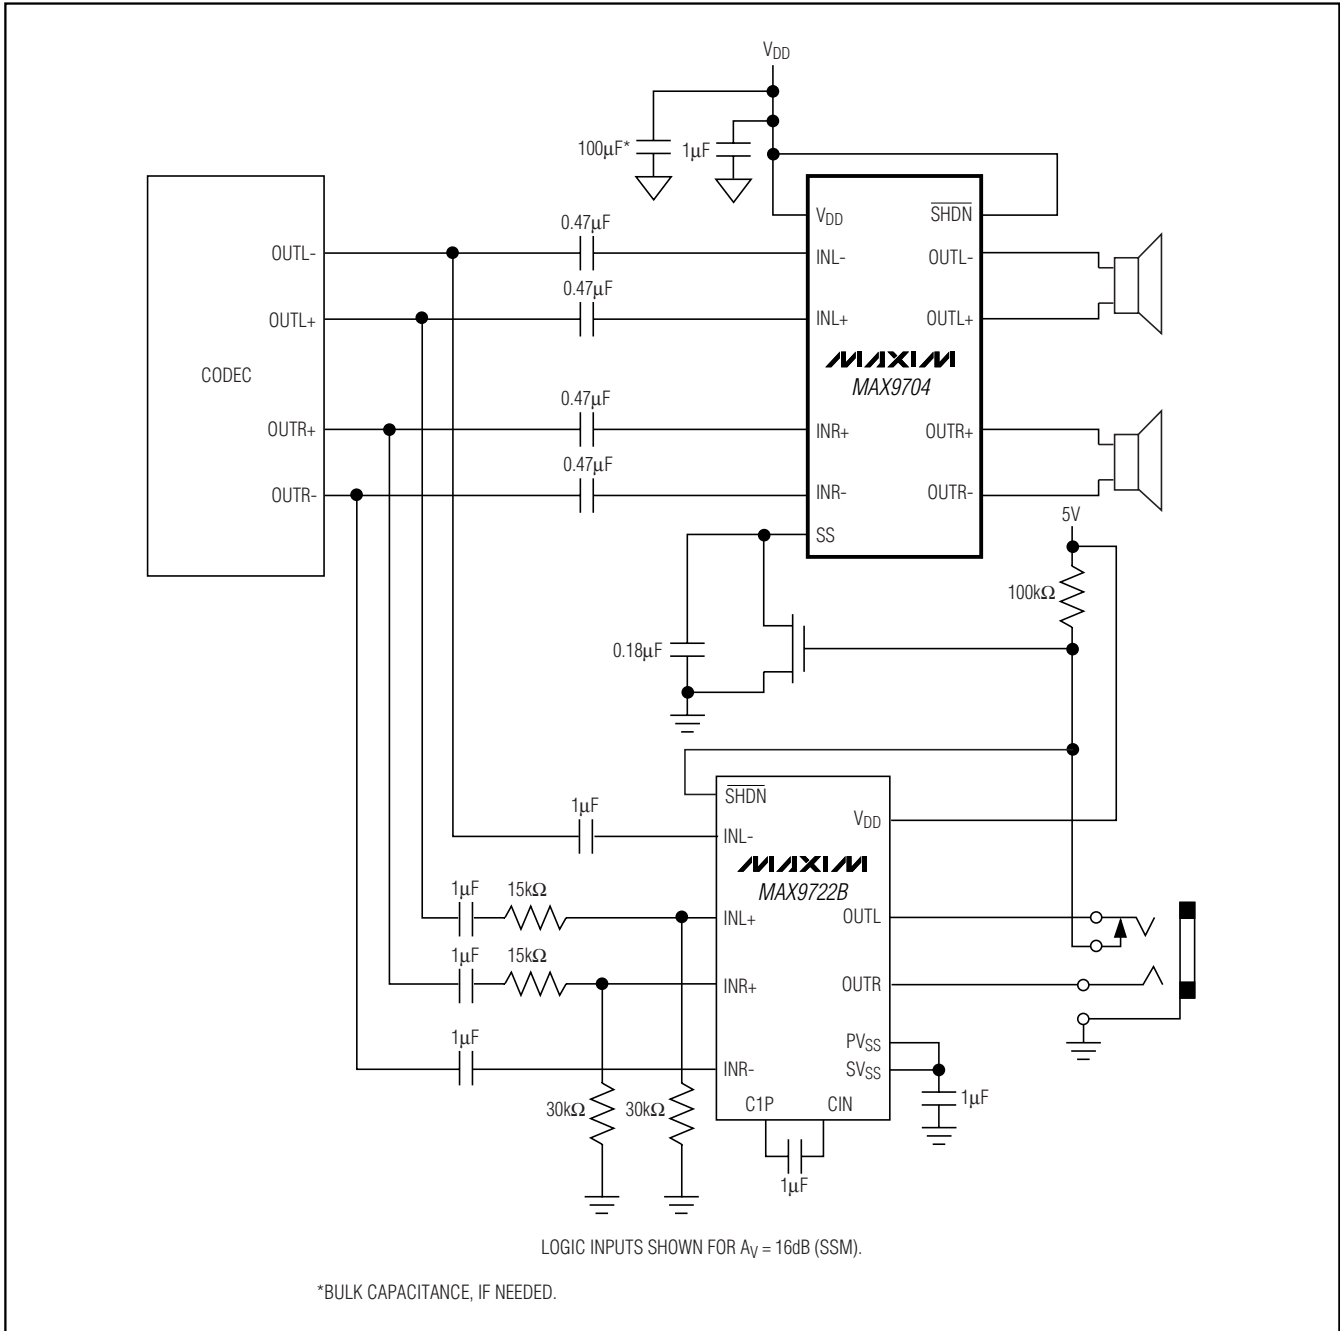 VDD
100µF*
1µF
VDD
SHDN
0.47µF
OUTL-
INL-
OUTL-
0.47µF
OUTL+
INL+
OUTL+
MAXIM
CODEC
MAX9704
0.47µF
OUTR+
INR+
OUTR+
0.47µF
OUTR-
INR-
OUTR-
5V
SS
100kΩ
0.18µF
SHDN
1µF
VDD
INL-
MAXIM
1µF
15kΩ
MAX9722B
INL+
OUTL
1µF
15kΩ
INR+
OUTR
1µF
PVSS
INR-
SVSS
30kΩ
30kΩ
C1P
CIN
1µF
1µF
LOGIC INPUTS SHOWN FOR AV = 16dB (SSM).
*BULK CAPACITANCE, IF NEEDED.